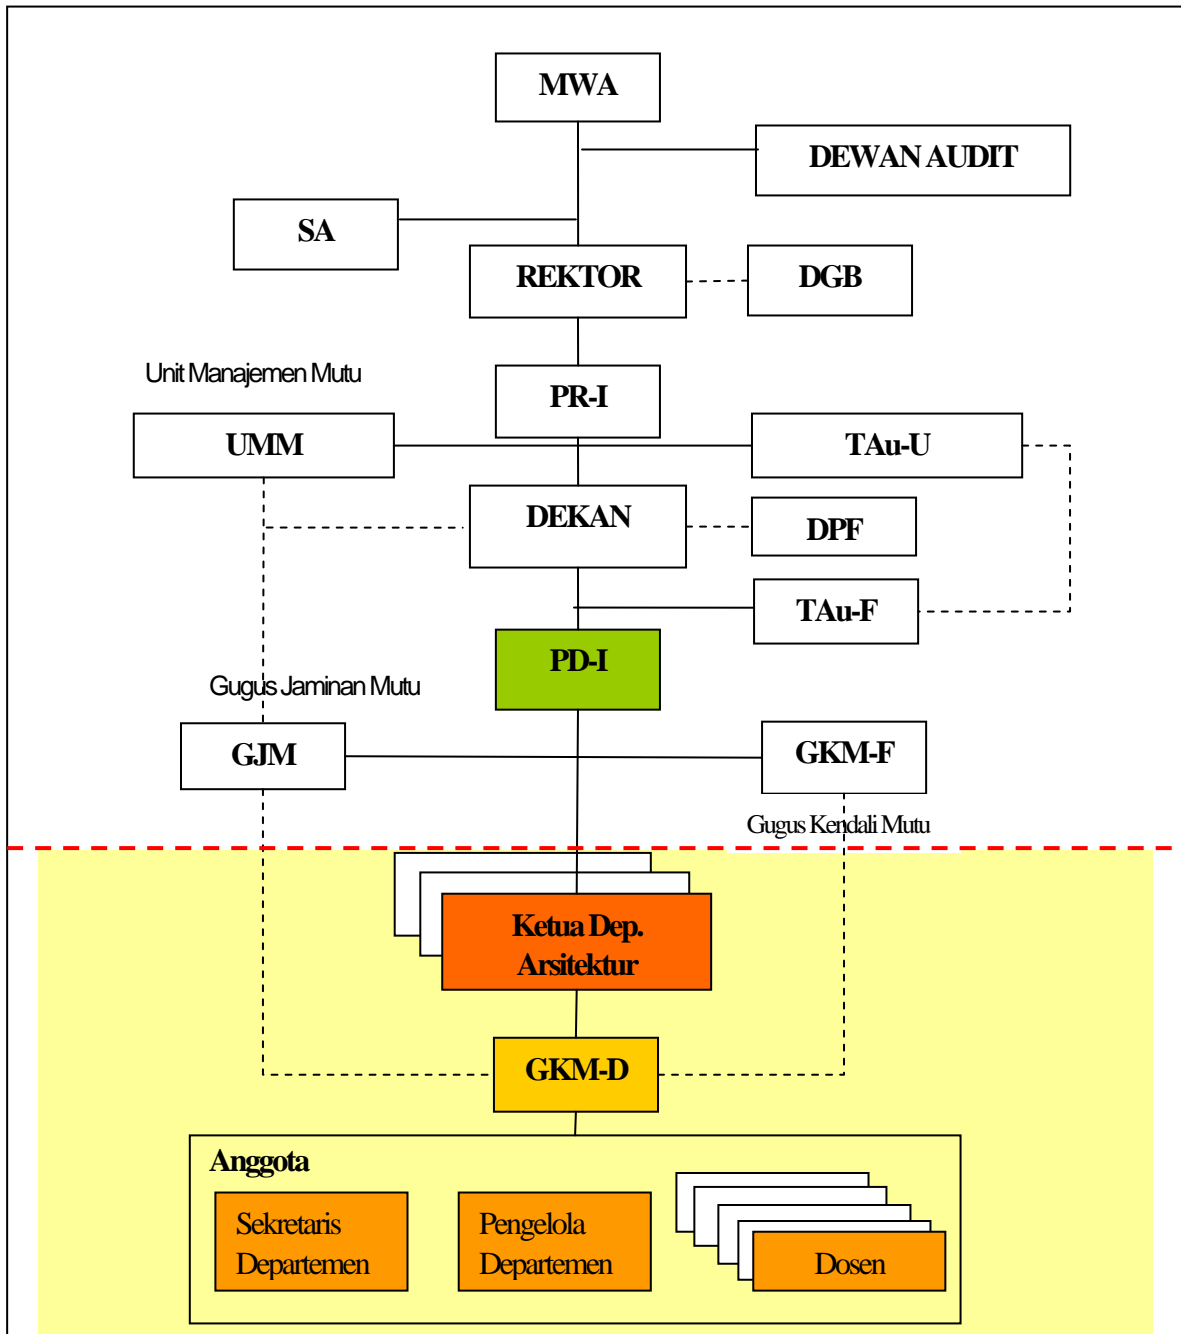 MWA
DEWAN AUDIT
SA
REKTOR
DGB
Unit Manajemen Mutu
PR-I
UMM
TAu-U
DEKAN
DPF
TAu-F
PD-I
Gugus Jaminan Mutu
GJM
GKM-F
Gugus Kendali Mutu
Ketua Dep.
Arsitektur
GKM-D
Anggota
Sekretaris
Departemen
Pengelola
Departemen
Dosen